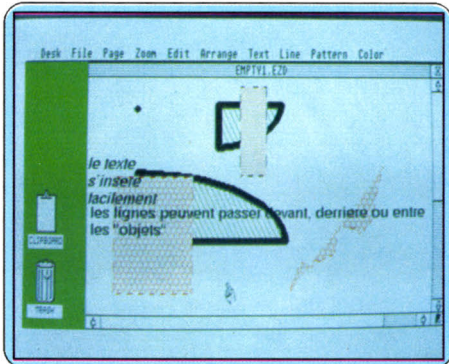 Desk File Page Zoom Edit Arrange Text Line Pattern Color
EMPTY1.EZD
le texte
s'insère
facilement
les lignes peuvent passer devant, derrière ou entre
les "objets"
CLIPBOARD
TRASH